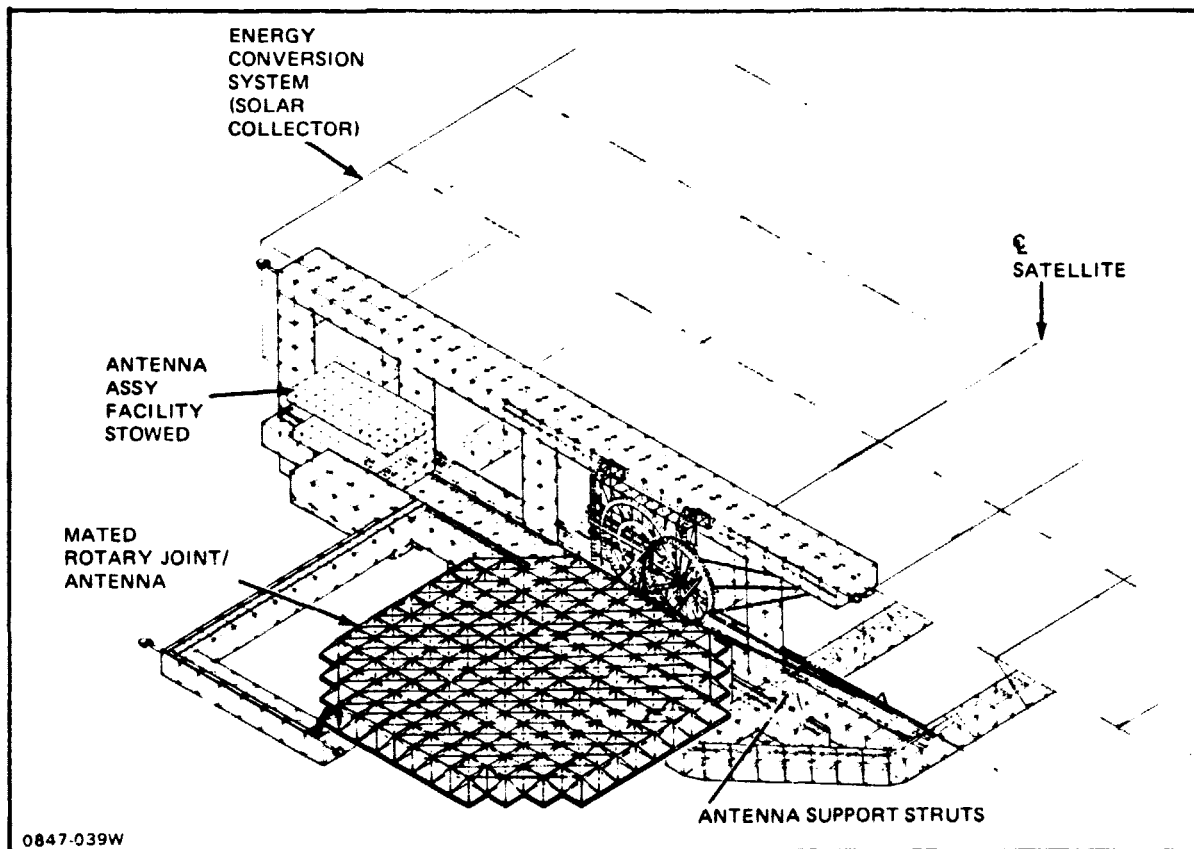 ENERGY
CONVERSION
SYSTEM
(SOLAR
COLLECTOR)
℄
SATELLITE
ANTENNA
ASSY
FACILITY
STOWED
MATED
ROTARY JOINT/
ANTENNA
ANTENNA SUPPORT STRUTS
0847-039W